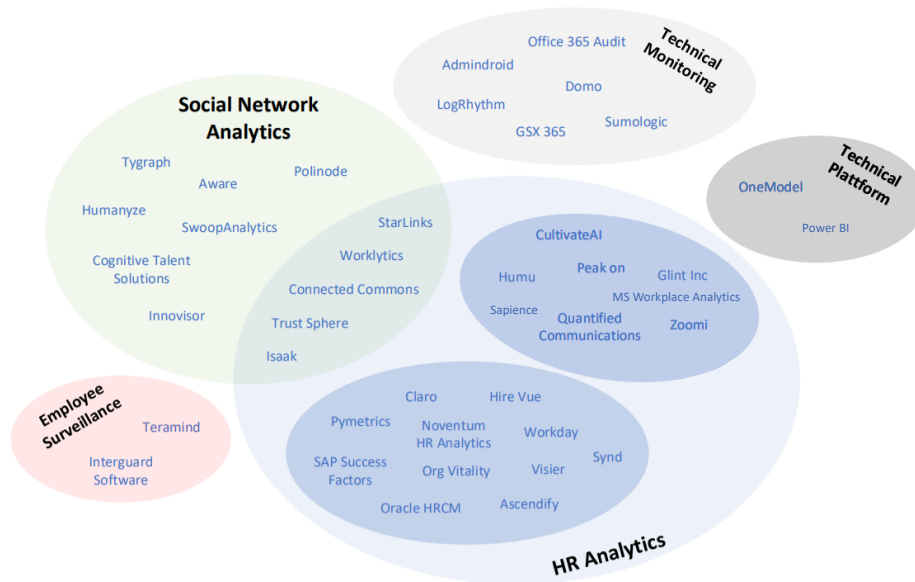 Social Network
Analytics
Tygraph
Polinode
Aware
Humanyze
SwoopAnalytics
StarLinks
Cognitive Talent
Solutions
Worklytics
Connected Commons
Innovisor
Trust Sphere
Isaak
Technical
Monitoring
Office 365 Audit
Admindroid
Domo
LogRhythm
Sumologic
GSX 365
Technical
Plattform
OneModel
Power BI
CultivateAI
Peak on
Humu
Glint Inc
MS Workplace Analytics
Sapience
Quantified
Communications
Zoomi
Employee
Surveillance
Teramind
Interguard
Software
Claro
Hire Vue
Pymetrics
Noventum
HR Analytics
Workday
SAP Success
Factors
Org Vitality
Visier
Synd
Oracle HRCM
Ascendify
HR Analytics